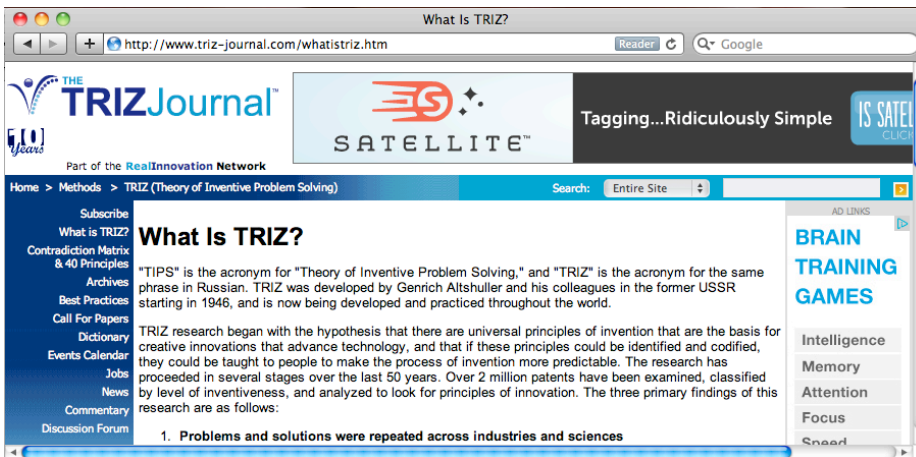 What Is TRIZ?
http://www.triz-journal.com/whatistriz.htm
Reader
Google
THE
TRIZJournal™
10
Years
Part of the RealInnovation Network
SATELLITE™
Tagging...Ridiculously Simple
IS SATEL
CLICK
Home > Methods > TRIZ (Theory of Inventive Problem Solving)
Search:
Entire Site
Subscribe
What is TRIZ?
Contradiction Matrix
& 40 Principles
Archives
Best Practices
Call For Papers
Dictionary
Events Calendar
Jobs
News
Commentary
Discussion Forum
What Is TRIZ?
"TIPS" is the acronym for "Theory of Inventive Problem Solving," and "TRIZ" is the acronym for the same
phrase in Russian. TRIZ was developed by Genrich Altshuller and his colleagues in the former USSR
starting in 1946, and is now being developed and practiced throughout the world.
TRIZ research began with the hypothesis that there are universal principles of invention that are the basis for
creative innovations that advance technology, and that if these principles could be identified and codified,
they could be taught to people to make the process of invention more predictable. The research has
proceeded in several stages over the last 50 years. Over 2 million patents have been examined, classified
by level of inventiveness, and analyzed to look for principles of innovation. The three primary findings of this
research are as follows:
1. Problems and solutions were repeated across industries and sciences
AD LINKS
BRAIN
TRAINING
GAMES
Intelligence
Memory
Attention
Focus
Speed